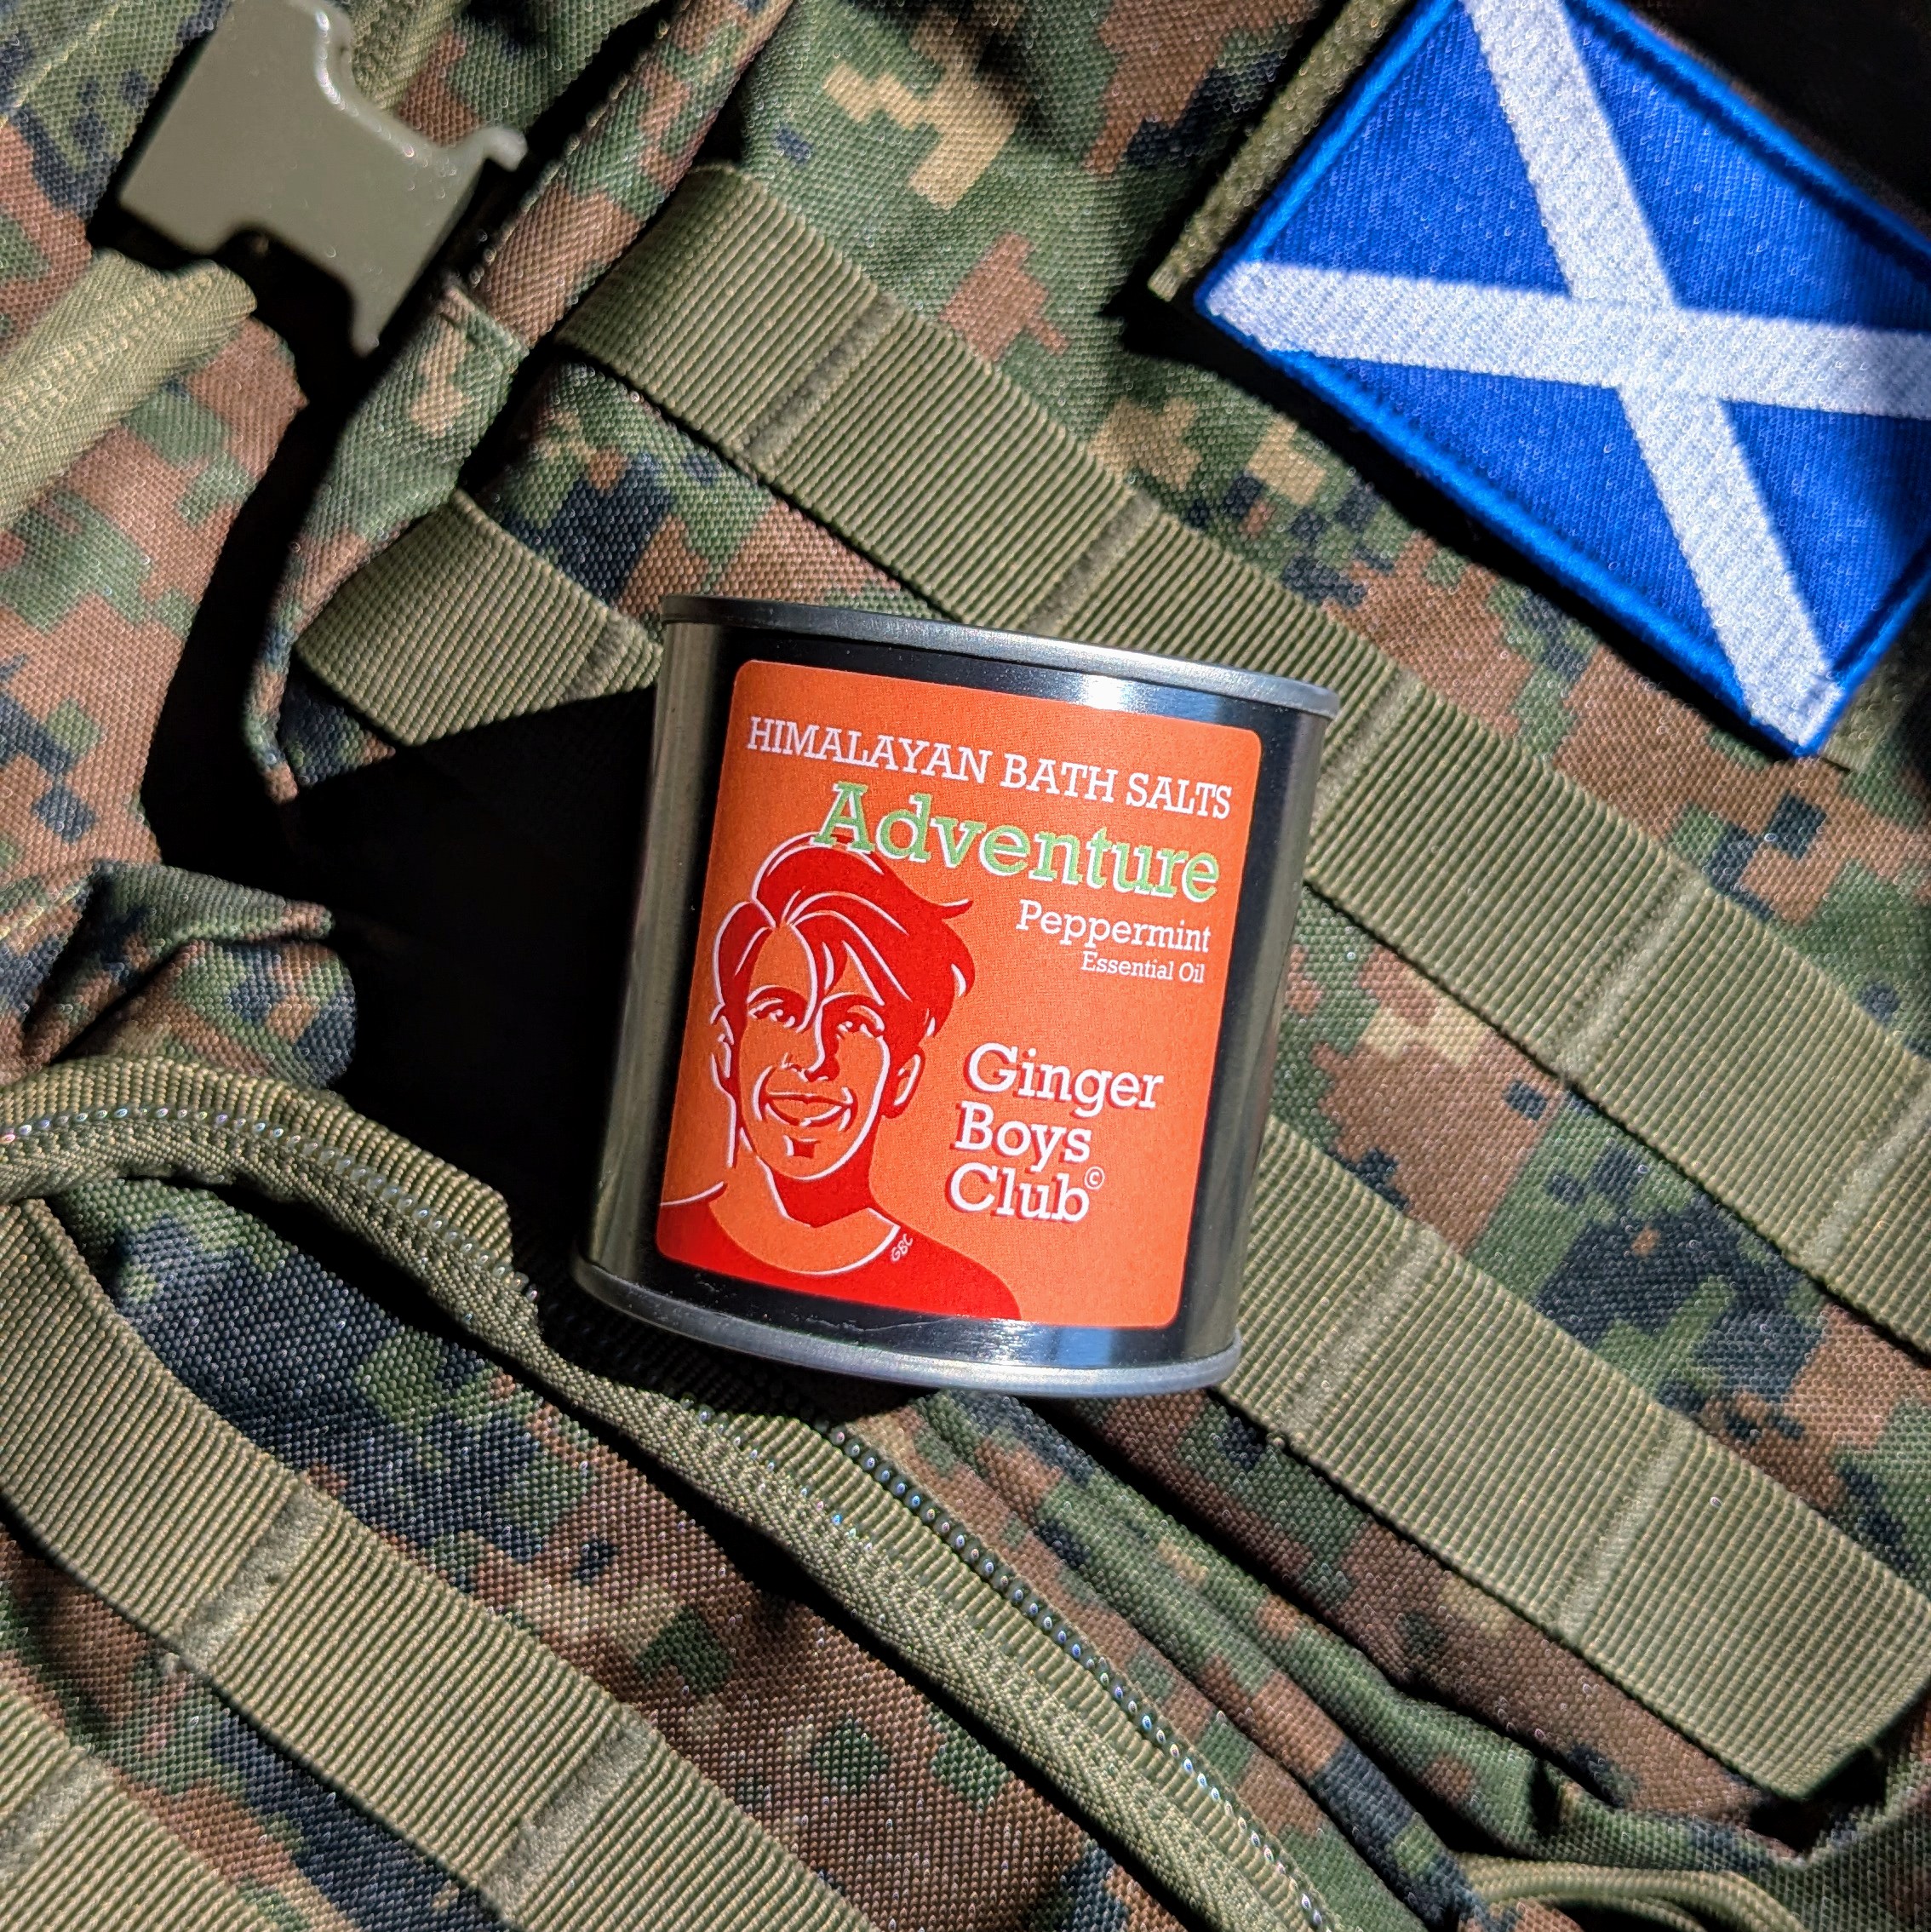 HIMALAYAN BATH SALTS
Adventure
Peppermint
Essential Oil
Ginger
Boys
Club©
GBC